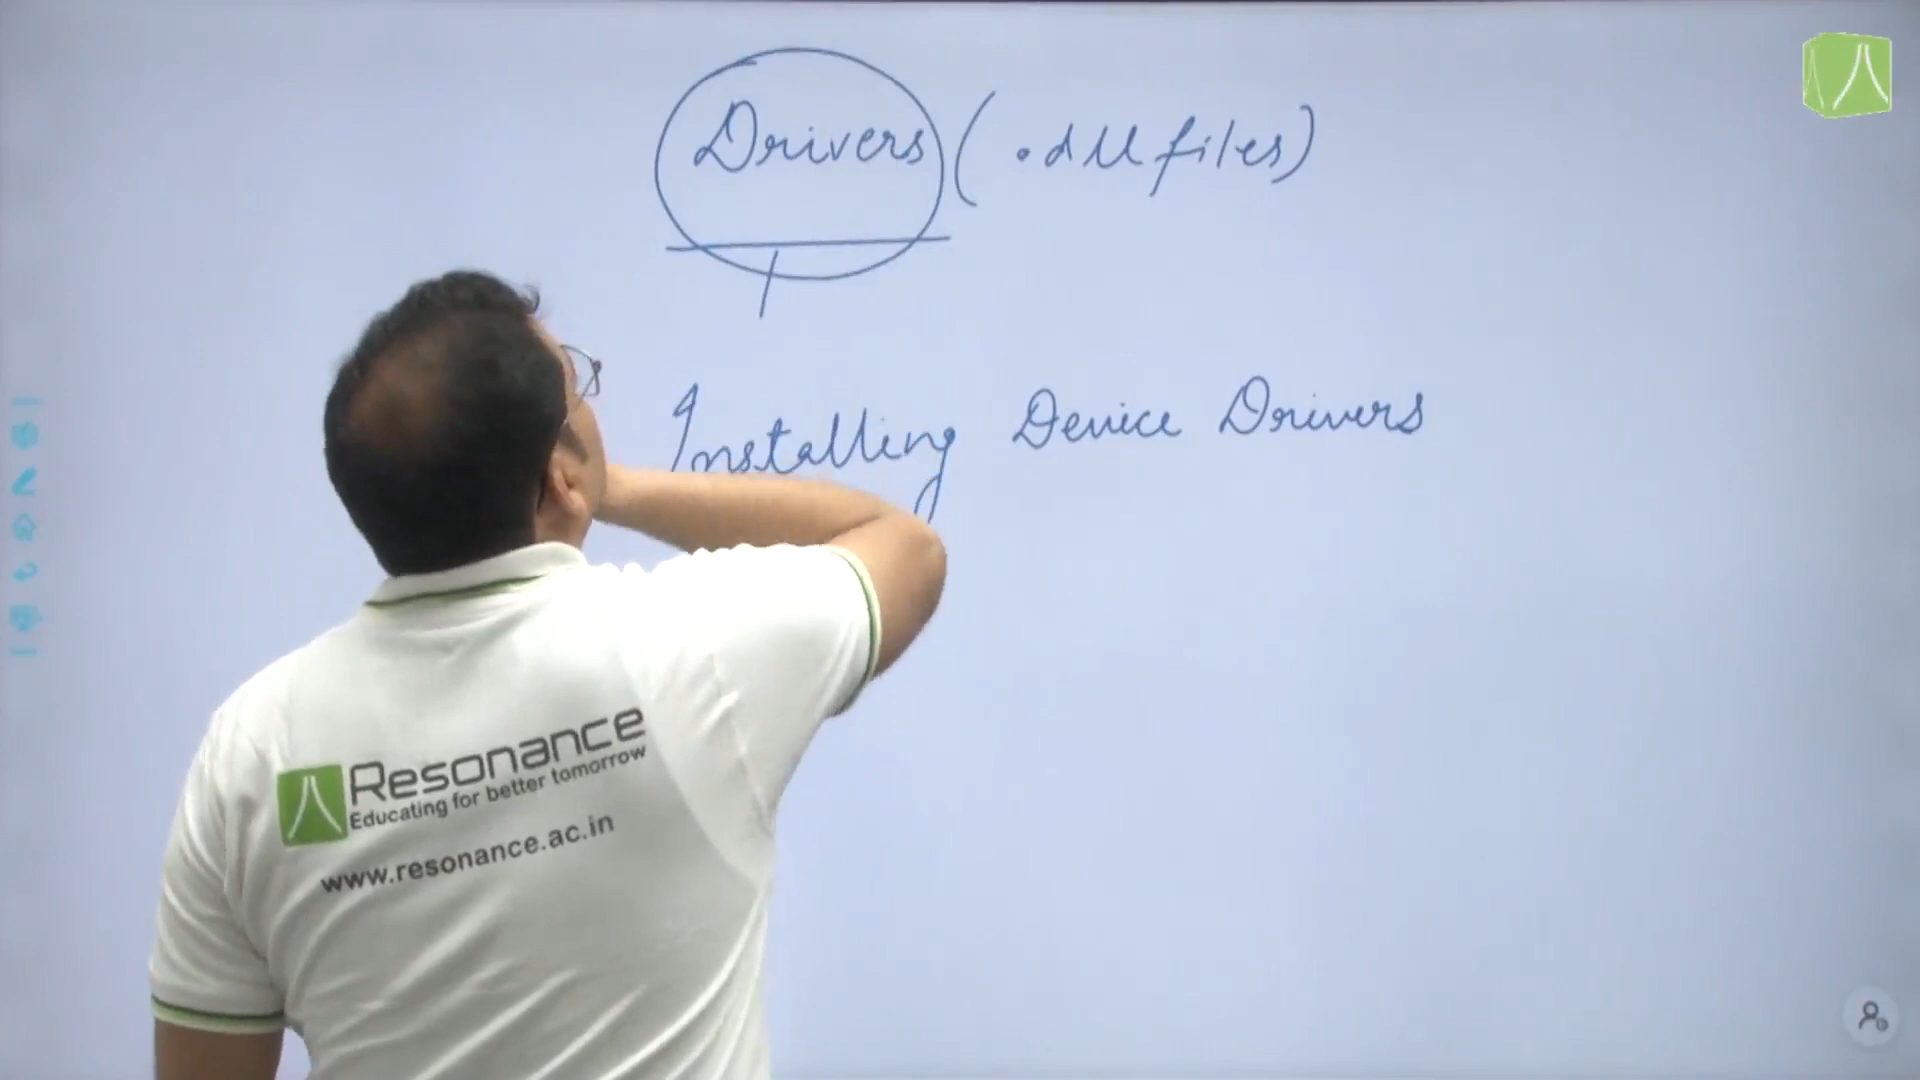 Drivers ( .dll files)
Installing Device Drivers
Resonance
Educating for better tomorrow
www.resonance.ac.in